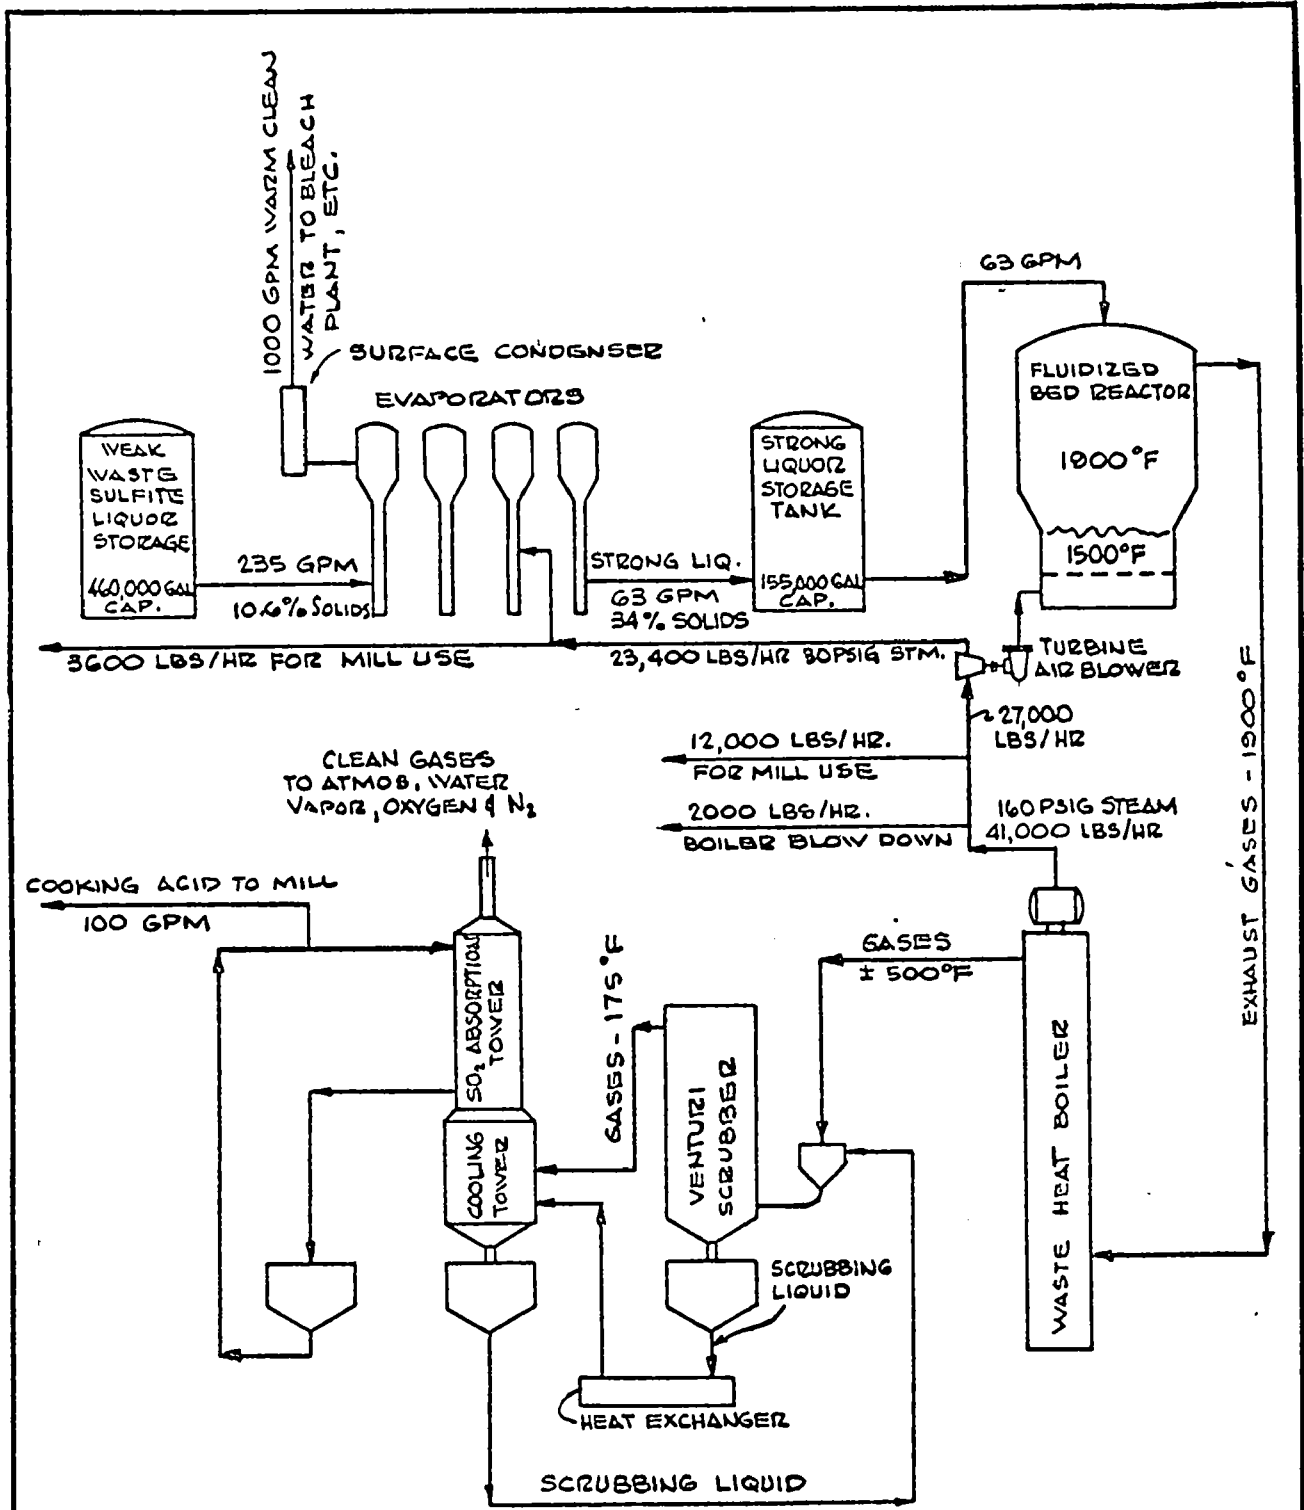 1000 GPM WARM CLEAN
WATER TO BLEACH
PLANT, ETC.
SURFACE CONDENSER
EVAPORATORS
WEAK
WASTE
SULFITE
LIQUOR
STORAGE
460,000 GAL
CAP.
235 GPM
10.6% SOLIDS
STRONG LIQ.
63 GPM
34% SOLIDS
STRONG
LIQUOR
STORAGE
TANK
155,000 GAL
CAP.
63 GPM
FLUIDIZED
BED REACTOR
1900°F
1500°F
TURBINE
AIR BLOWER
3600 LBS/HR FOR MILL USE
23,400 LBS/HR 80PSIG STM.
27,000
LBS/HR
12,000 LBS/HR.
FOR MILL USE
2000 LBS/HR.
BOILER BLOW DOWN
160 PSIG STEAM
41,000 LBS/HR
EXHAUST GASES - 1900°F
CLEAN GASES
TO ATMOS, WATER
VAPOR, OXYGEN & N2
COOKING ACID TO MILL
100 GPM
SO2 ABSORPTION
TOWER
COOLING
TOWER
GASES - 175°F
VENTURI
SCRUBBER
GASES
± 500°F
WASTE HEAT BOILER
SCRUBBING
LIQUID
HEAT EXCHANGER
SCRUBBING LIQUID